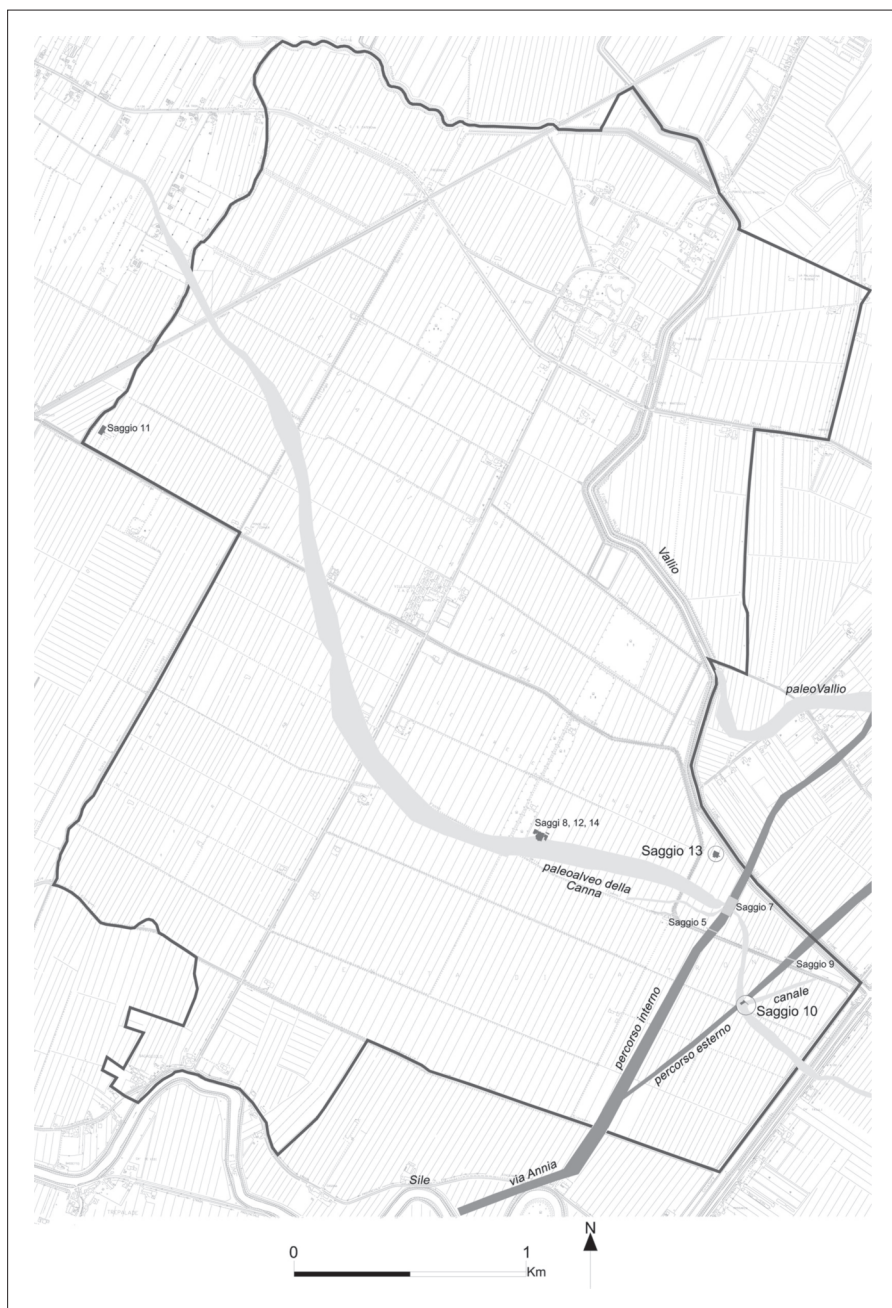 Saggio 11
Vallio
paleoVallio
Saggi 8, 12, 14
Saggio 13
paleoalveo della
Canna
Saggio 7
Saggio 5
Saggio 9
canale
Saggio 10
percorso interno
percorso esterno
via Annia
Sile
N
0 1
Km